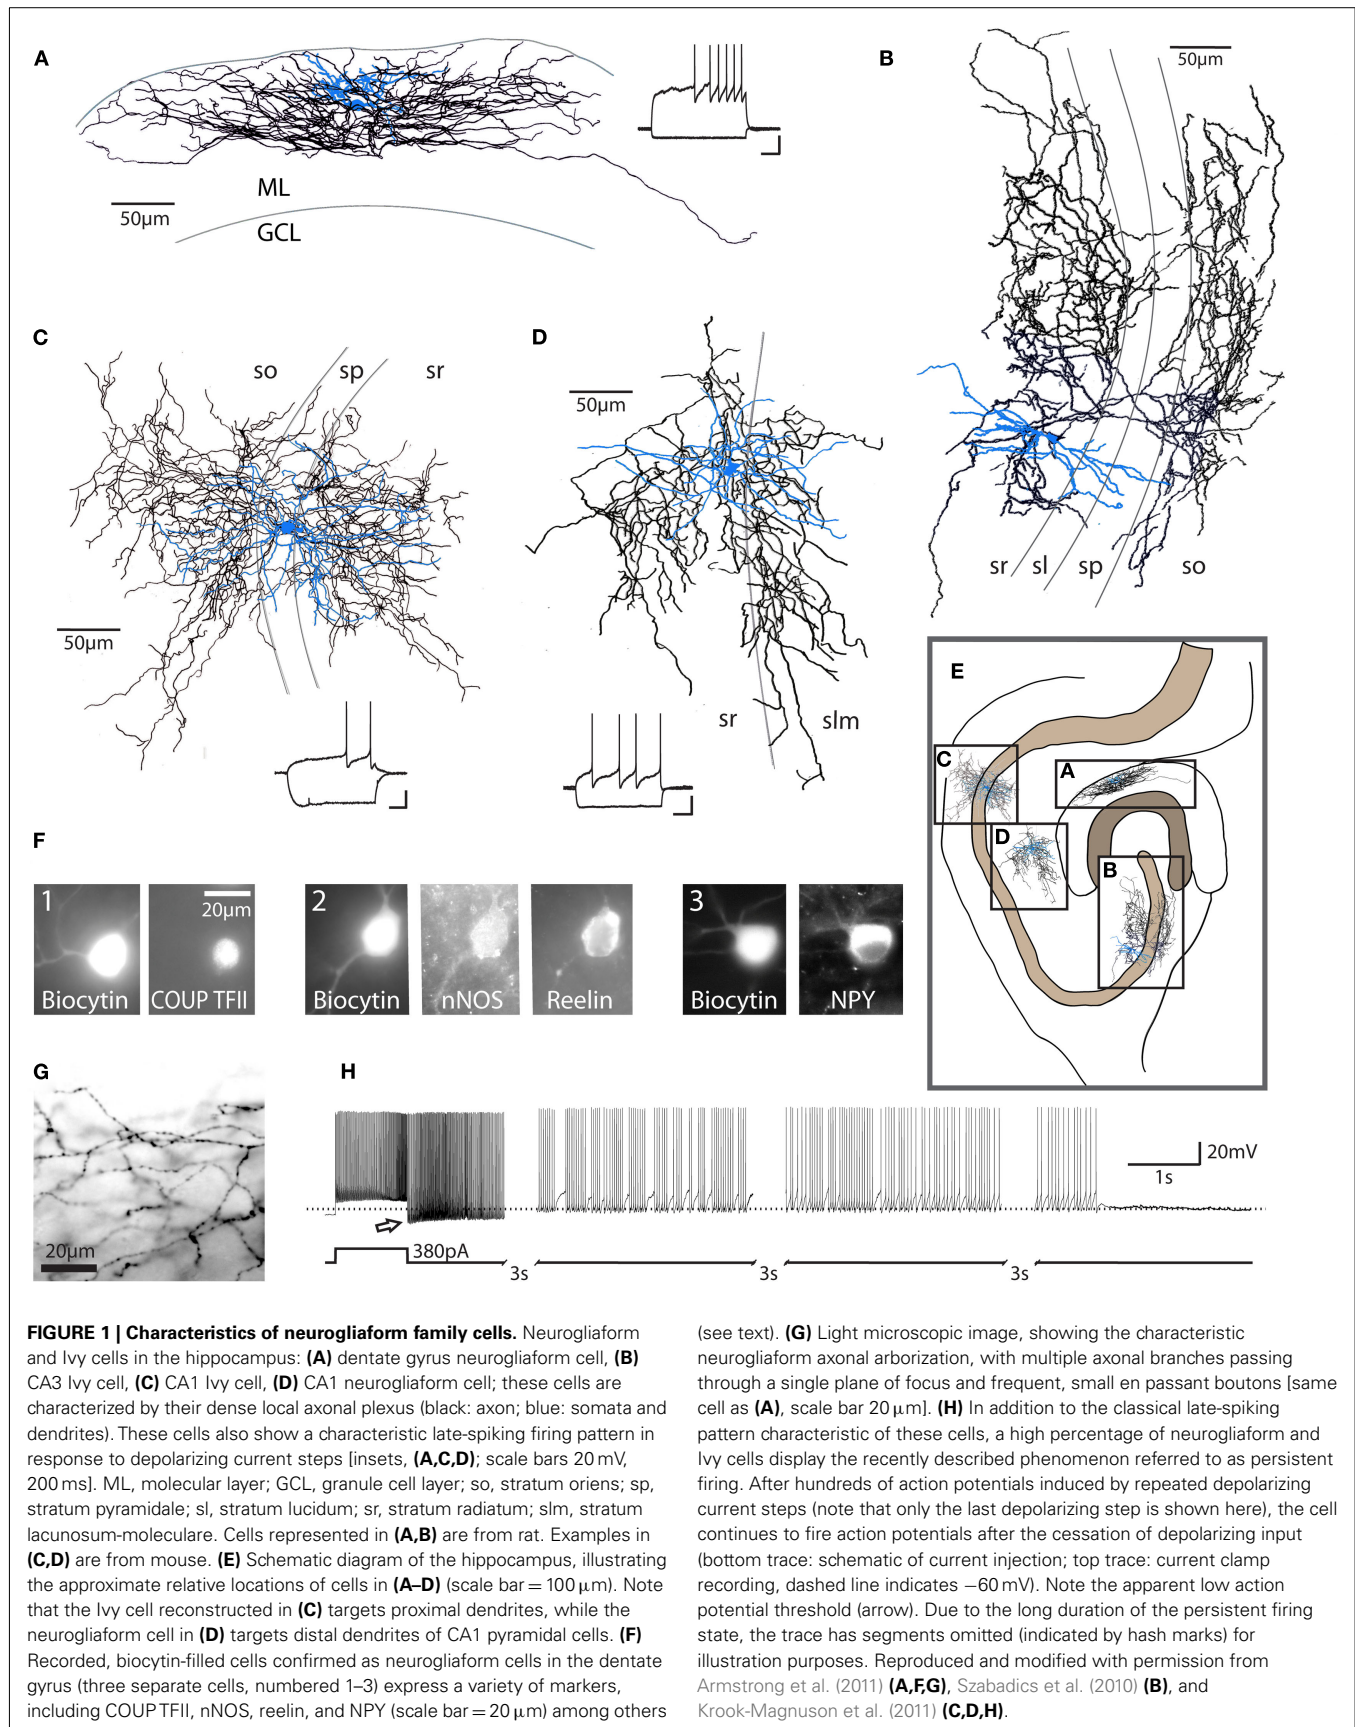 A
50µm
ML
GCL
B
50µm
sr sl sp so
C
so sp sr
50µm
D
50µm
sr slm
E
C
A
D
B
F
1
Biocytin
20µm
COUP TFII
2
Biocytin
nNOS
Reelin
3
Biocytin
NPY
G
20µm
H
380pA
3s
3s
3s
20mV
1s
FIGURE 1 | Characteristics of neurogliaform family cells. Neurogliaform
and Ivy cells in the hippocampus: (A) dentate gyrus neurogliaform cell, (B)
CA3 Ivy cell, (C) CA1 Ivy cell, (D) CA1 neurogliaform cell; these cells are
characterized by their dense local axonal plexus (black: axon; blue: somata and
dendrites). These cells also show a characteristic late-spiking firing pattern in
response to depolarizing current steps [insets, (A,C,D); scale bars 20 mV,
200 ms]. ML, molecular layer; GCL, granule cell layer; so, stratum oriens; sp,
stratum pyramidale; sl, stratum lucidum; sr, stratum radiatum; slm, stratum
lacunosum-moleculare. Cells represented in (A,B) are from rat. Examples in
(C,D) are from mouse. (E) Schematic diagram of the hippocampus, illustrating
the approximate relative locations of cells in (A–D) (scale bar = 100 µm). Note
that the Ivy cell reconstructed in (C) targets proximal dendrites, while the
neurogliaform cell in (D) targets distal dendrites of CA1 pyramidal cells. (F)
Recorded, biocytin-filled cells confirmed as neurogliaform cells in the dentate
gyrus (three separate cells, numbered 1–3) express a variety of markers,
including COUP TFII, nNOS, reelin, and NPY (scale bar = 20 µm) among others
(see text). (G) Light microscopic image, showing the characteristic
neurogliaform axonal arborization, with multiple axonal branches passing
through a single plane of focus and frequent, small en passant boutons [same
cell as (A), scale bar 20 µm]. (H) In addition to the classical late-spiking
pattern characteristic of these cells, a high percentage of neurogliaform and
Ivy cells display the recently described phenomenon referred to as persistent
firing. After hundreds of action potentials induced by repeated depolarizing
current steps (note that only the last depolarizing step is shown here), the cell
continues to fire action potentials after the cessation of depolarizing input
(bottom trace: schematic of current injection; top trace: current clamp
recording, dashed line indicates −60 mV). Note the apparent low action
potential threshold (arrow). Due to the long duration of the persistent firing
state, the trace has segments omitted (indicated by hash marks) for
illustration purposes. Reproduced and modified with permission from
Armstrong et al. (2011) (A,F,G), Szabadics et al. (2010) (B), and
Krook-Magnuson et al. (2011) (C,D,H).